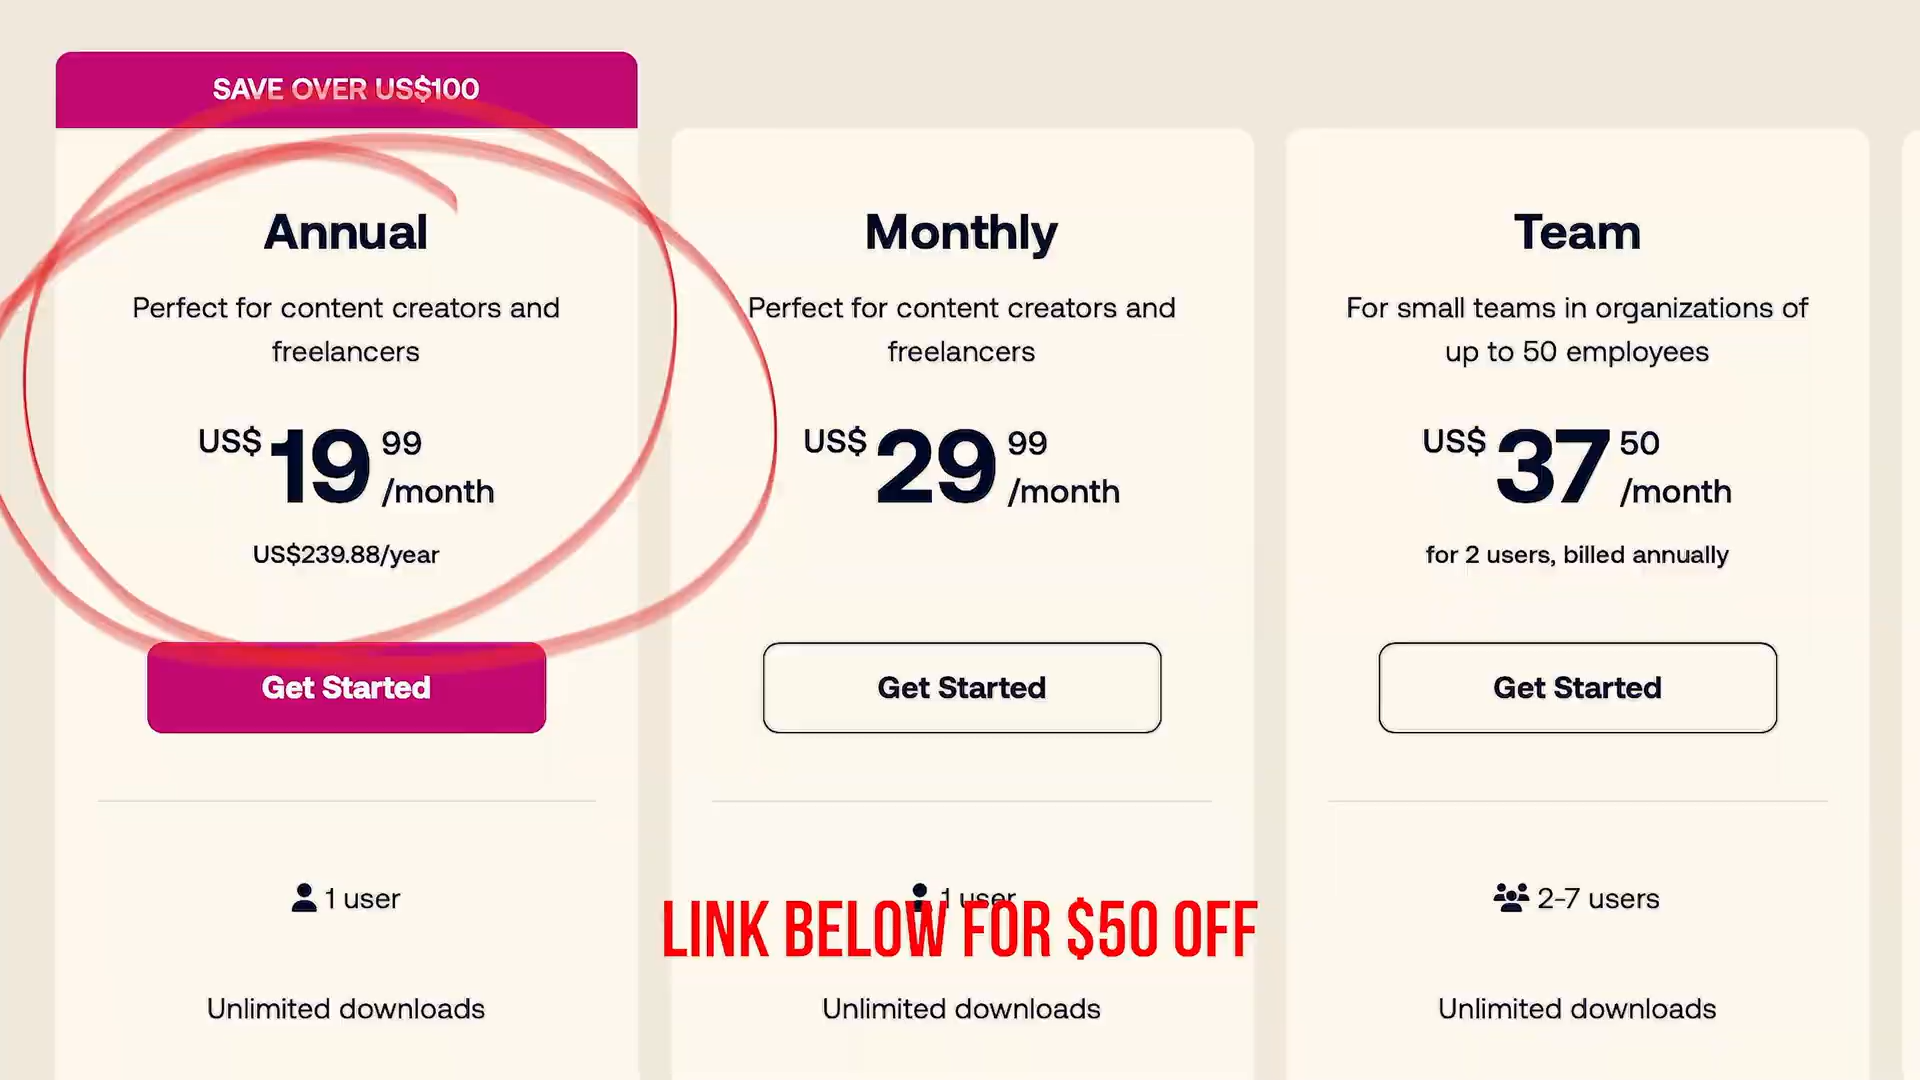 SAVE OVER US$100
Annual
Perfect for content creators and
freelancers
US$19 99
/month
US$239.88/year
Get Started
1 user
Unlimited downloads
Monthly
Perfect for content creators and
freelancers
US$29 99
/month
Get Started
1 user
LINK BELOW FOR $50 OFF
Unlimited downloads
Team
For small teams in organizations of
up to 50 employees
US$37 50
/month
for 2 users, billed annually
Get Started
2-7 users
Unlimited downloads